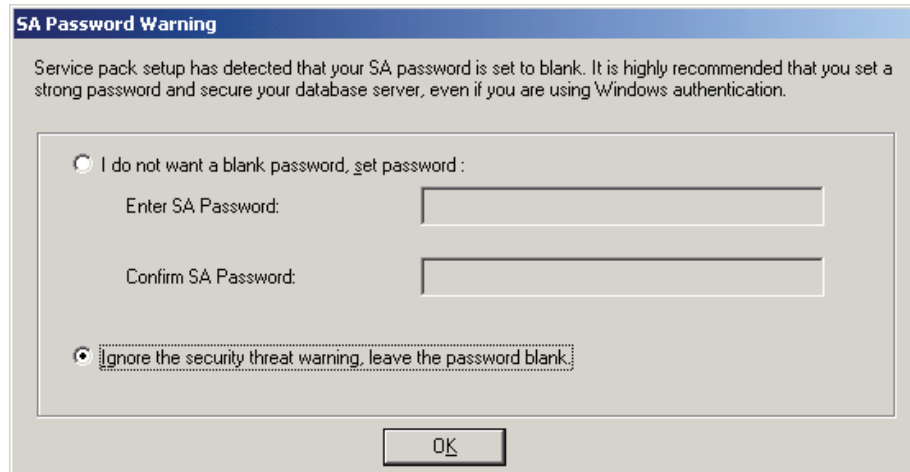 SA Password Warning
Service pack setup has detected that your SA password is set to blank. It is highly recommended that you set a
strong password and secure your database server, even if you are using Windows authentication.
I do not want a blank password, set password :
Enter SA Password:
Confirm SA Password:
Ignore the security threat warning, leave the password blank.
OK